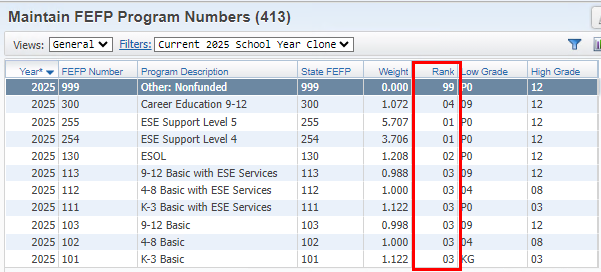 Maintain FEFP Program Numbers (413)
Views: General Filters: Current 2025 School Year Clone
Year* FEFP Number Program Description State FEFP Weight Rank Low Grade High Grade
2025 999 Other: Nonfunded 999 0.000 99 P0 12
2025 300 Career Education 9-12 300 1.072 04 09 12
2025 255 ESE Support Level 5 255 5.707 01 P0 12
2025 254 ESE Support Level 4 254 3.706 01 P0 12
2025 130 ESOL 130 1.208 02 P0 12
2025 113 9-12 Basic with ESE Services 113 0.988 03 09 12
2025 112 4-8 Basic with ESE Services 112 1.000 03 04 08
2025 111 K-3 Basic with ESE Services 111 1.122 03 P0 03
2025 103 9-12 Basic 103 0.998 03 09 12
2025 102 4-8 Basic 102 1.000 03 04 08
2025 101 K-3 Basic 101 1.122 03 KG 03